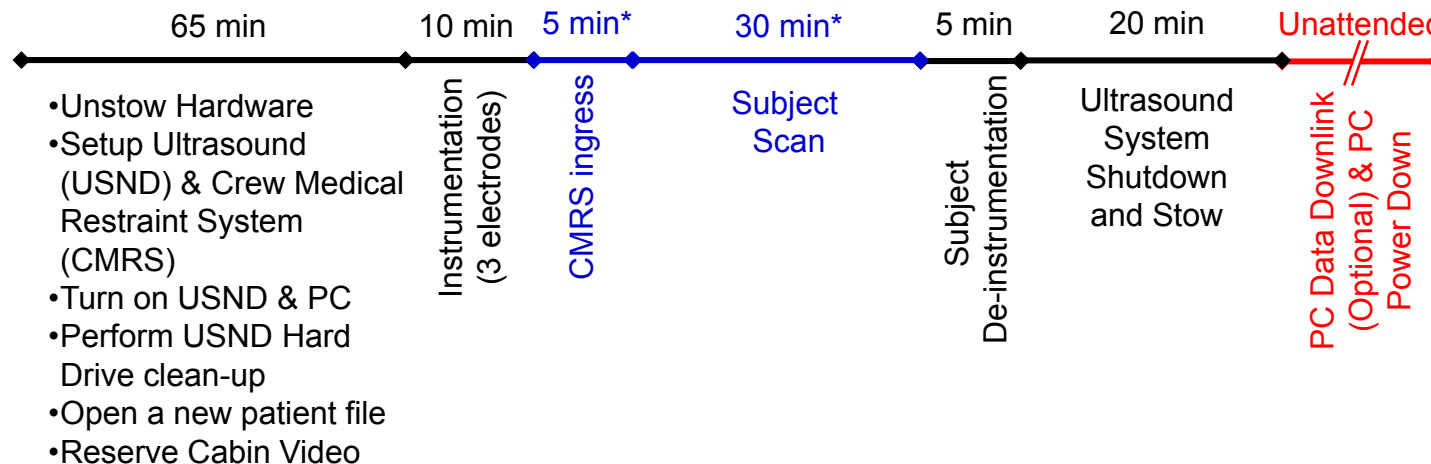 65 min
10 min
5 min*
30 min*
5 min
20 min
Unattended
•Unstow Hardware
•Setup Ultrasound
(USND) & Crew Medical
Restraint System
(CMRS)
•Turn on USND & PC
•Perform USND Hard
Drive clean-up
•Open a new patient file
•Reserve Cabin Video
Instrumentation
(3 electrodes)
CMRS ingress
Subject
Scan
Subject
De-instrumentation
Ultrasound
System
Shutdown
and Stow
PC Data Downlink
(Optional) & PC
Power Down